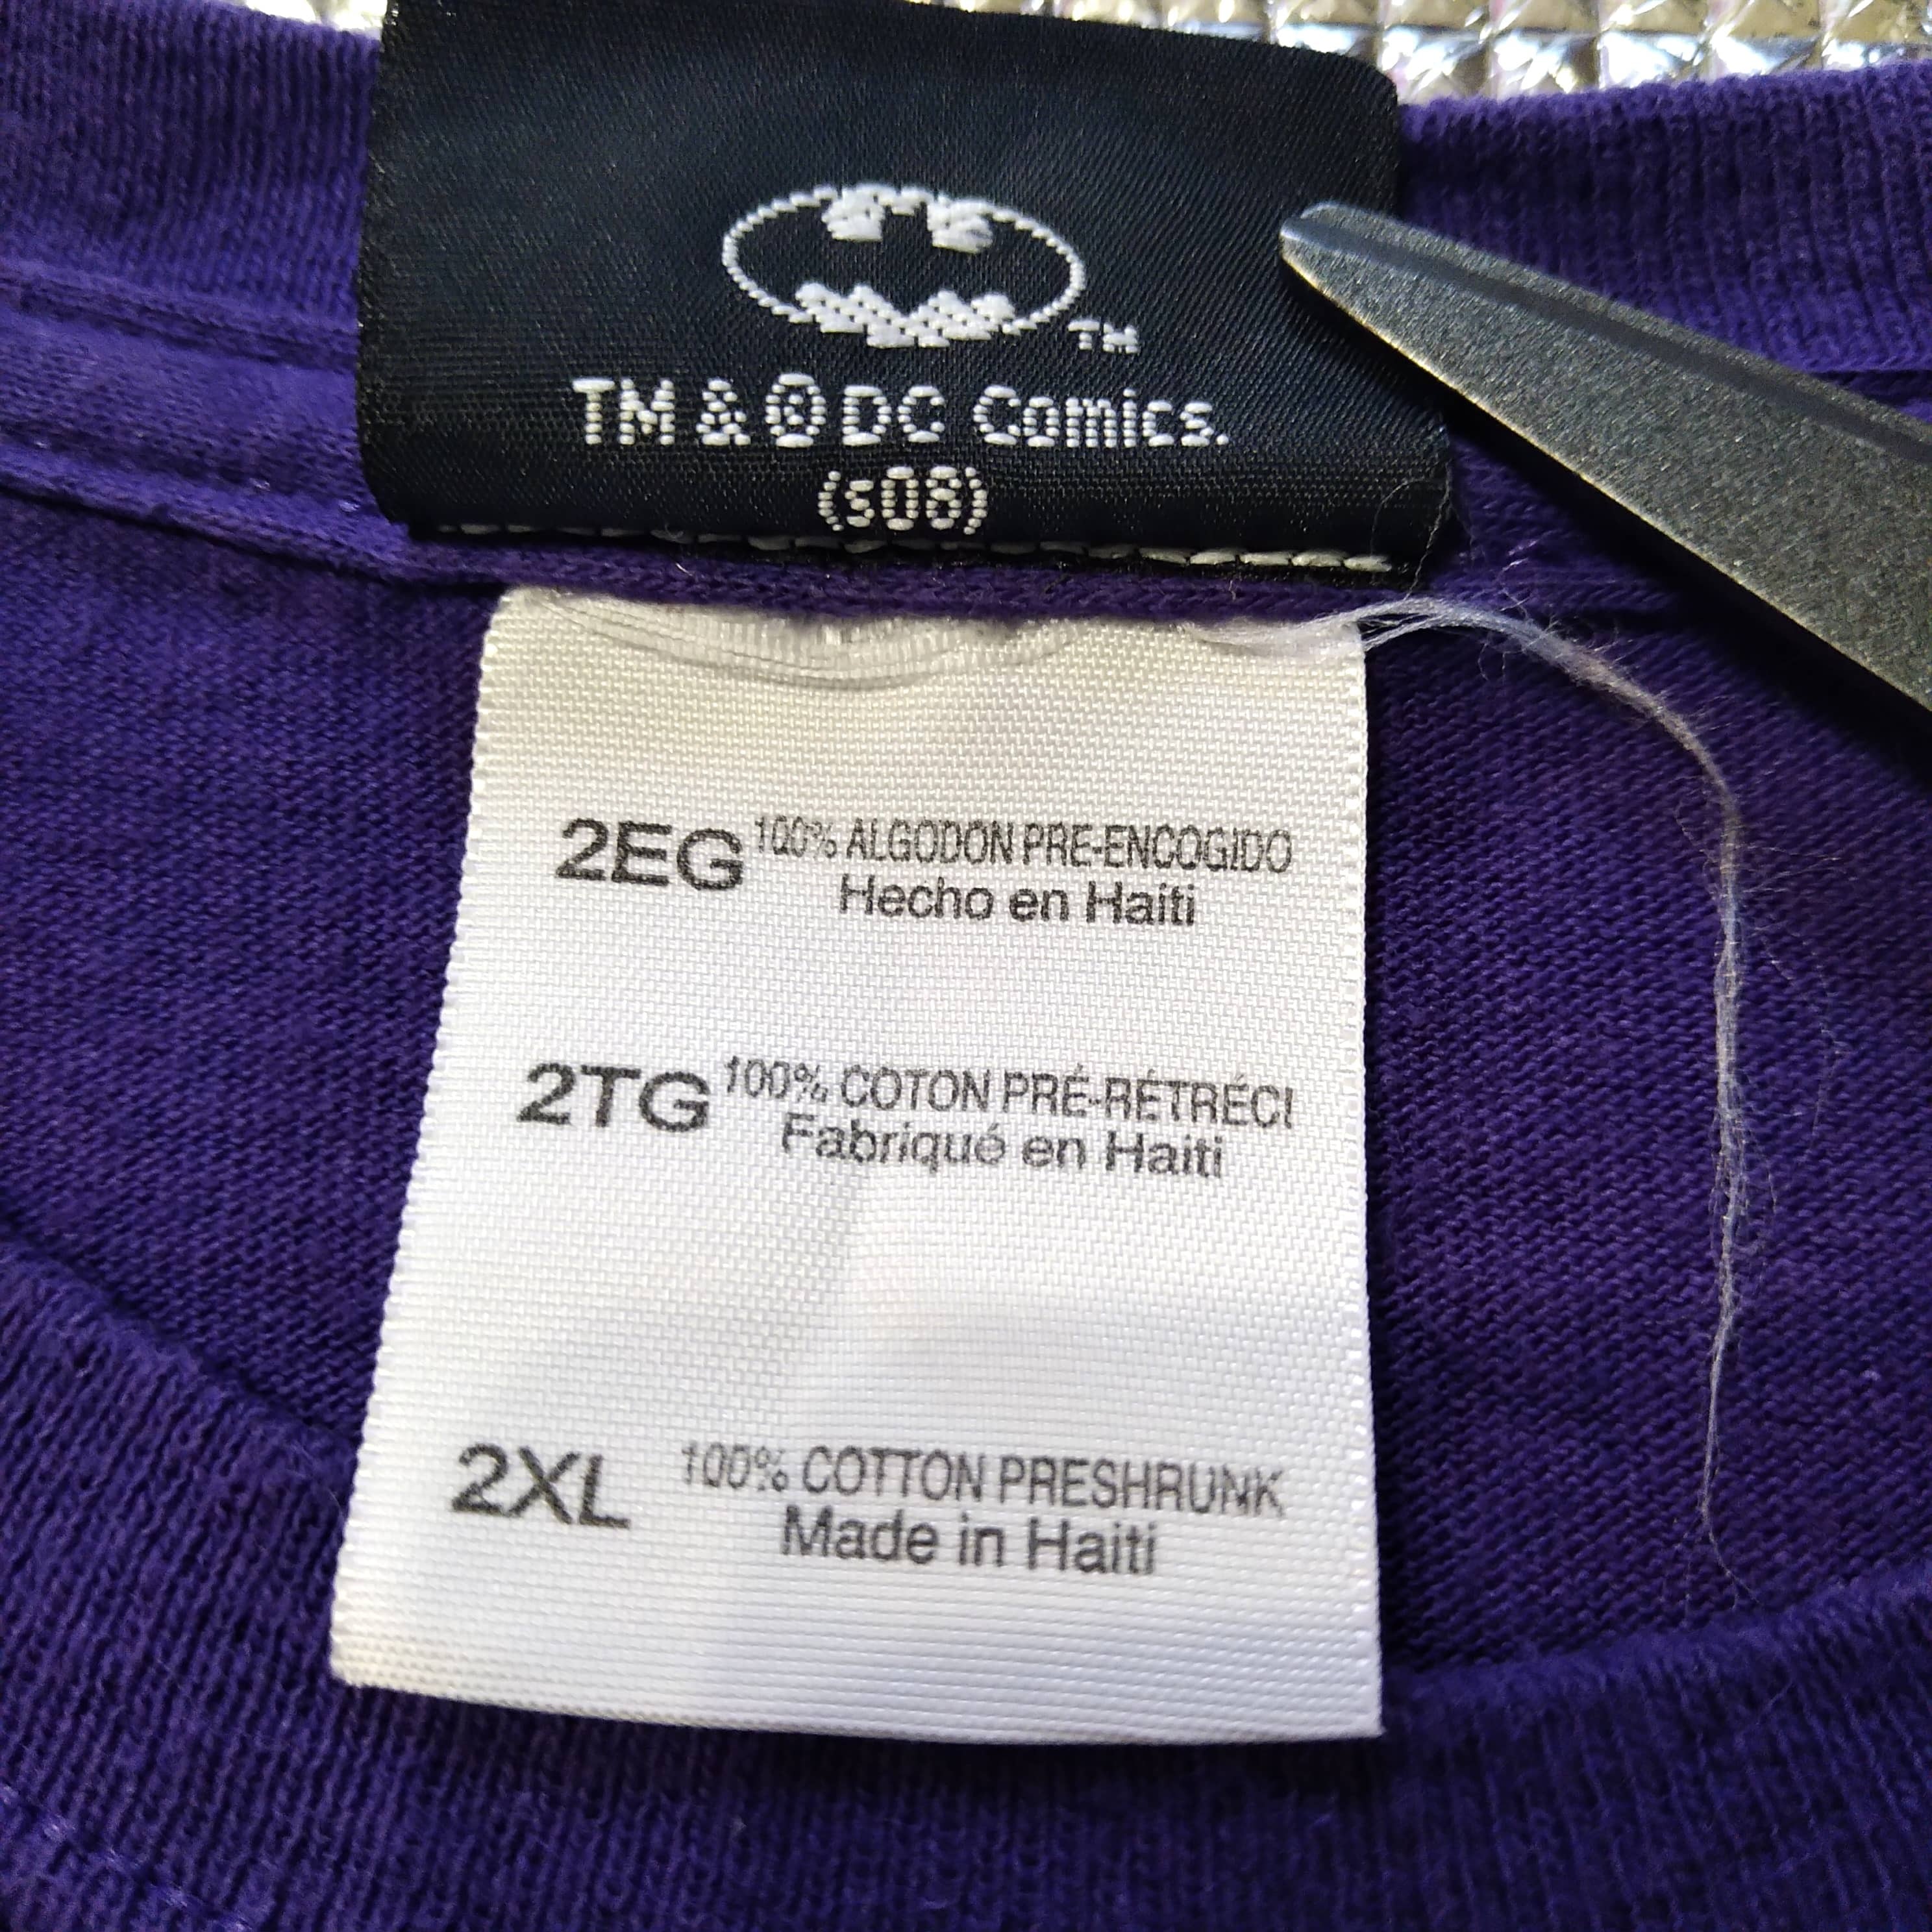 TM
TM & ® DC Comics.
(s08)
2EG 100% ALGODON PRE-ENCOGIDO
Hecho en Haiti
2TG 100% COTON PRÉ-RÉTRÉCI
Fabriqué en Haiti
2XL 100% COTTON PRESHRUNK
Made in Haiti